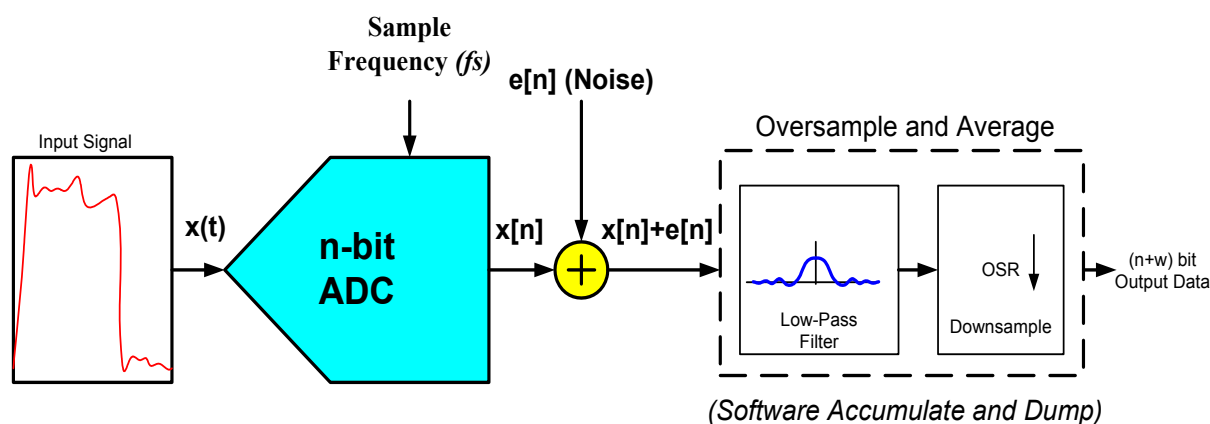 Sample
Frequency (fs)
e[n] (Noise)
Input Signal
Oversample and Average
x(t)
n-bit
ADC
x[n]
x[n]+e[n]
+
Low-Pass
Filter
OSR
Downsample
(n+w) bit
Output Data
(Software Accumulate and Dump)